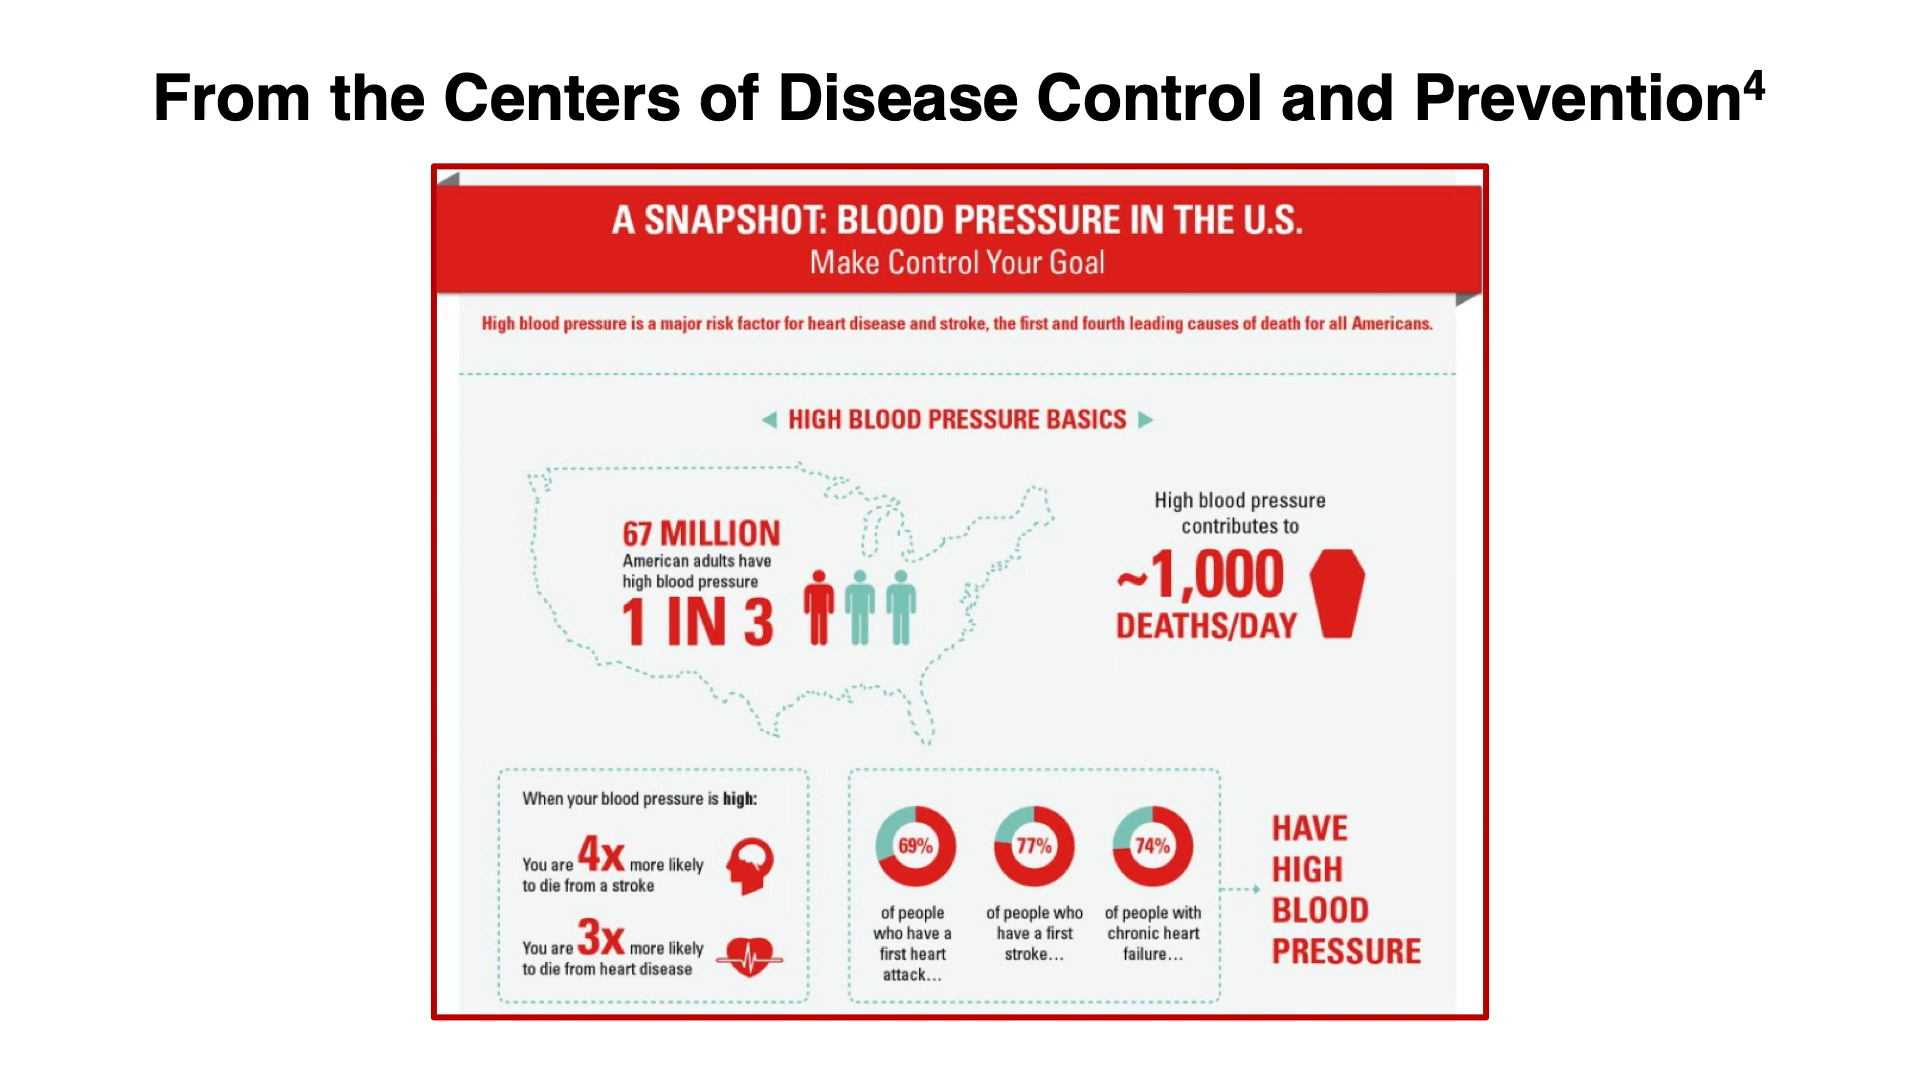 From the Centers of Disease Control and Prevention⁴
A SNAPSHOT: BLOOD PRESSURE IN THE U.S.
Make Control Your Goal
High blood pressure is a major risk factor for heart disease and stroke, the first and fourth leading causes of death for all Americans.
HIGH BLOOD PRESSURE BASICS
67 MILLION
American adults have
high blood pressure
1 IN 3
High blood pressure
contributes to
~1,000
DEATHS/DAY
When your blood pressure is high:
You are 4x more likely
to die from a stroke
You are 3x more likely
to die from heart disease
69%
of people
who have a
first heart
attack...
77%
of people who
have a first
stroke...
74%
of people with
chronic heart
failure...
HAVE
HIGH
BLOOD
PRESSURE